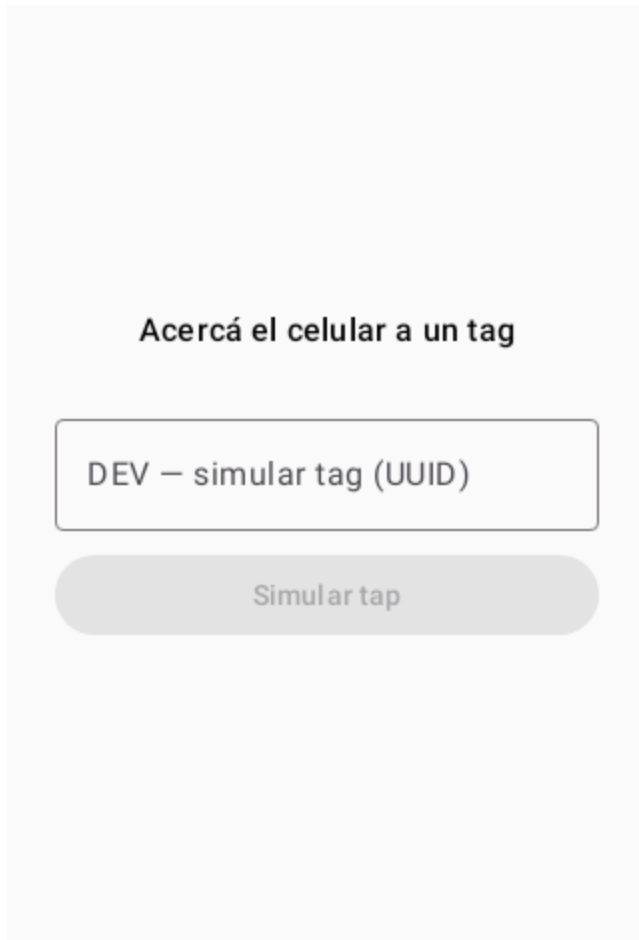 Acercá el celular a un tag
DEV — simular tag (UUID)
Simular tap